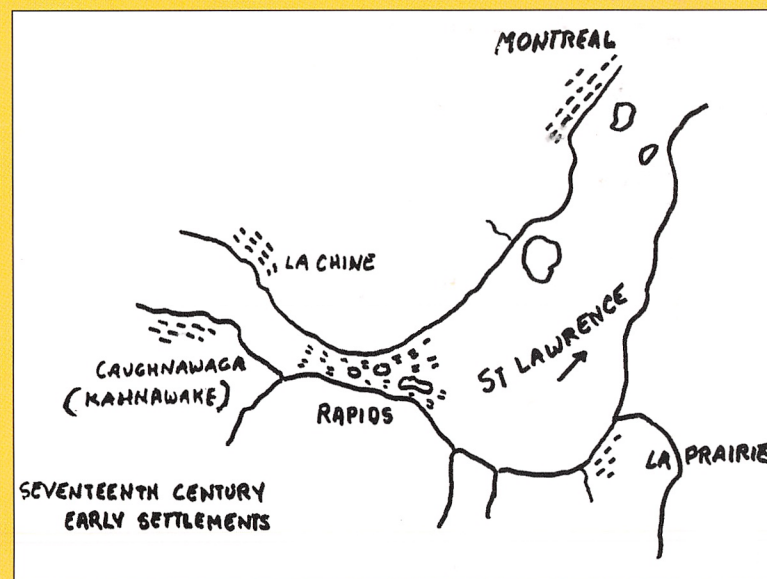 MONTREAL
LA CHINE
CAUGHNAWAGA
(KAHNAWAKE)
RAPIDS
ST LAWRENCE
LA PRAIRIE
SEVENTEENTH CENTURY
EARLY SETTLEMENTS